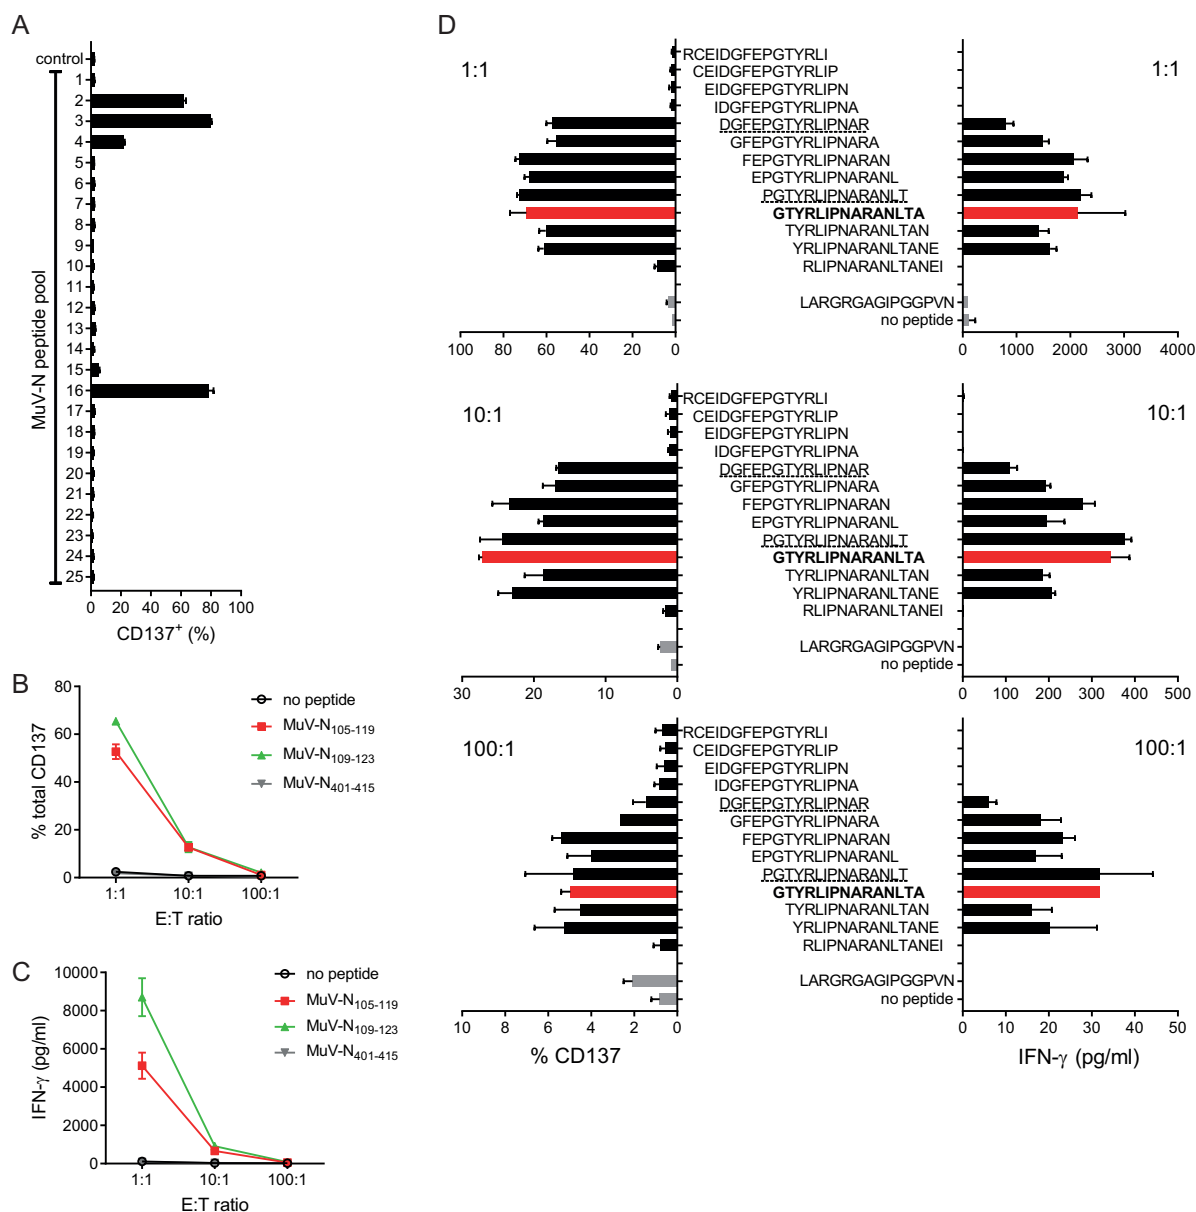 A
control
1
2
3
4
5
6
7
8
9
10
11
12
13
14
15
16
17
18
19
20
21
22
23
24
25
MuV-N peptide pool
0 20 40 60 80 100
CD137+ (%)
B
80
60
40
20
0
% total CD137
1:1 10:1 100:1
E:T ratio
no peptide
MuV-N105-119
MuV-N109-123
MuV-N401-415
C
10000
8000
6000
4000
2000
0
IFN-γ (pg/ml)
1:1 10:1 100:1
E:T ratio
no peptide
MuV-N105-119
MuV-N109-123
MuV-N401-415
D
1:1
1:1
RCEIDGFEPGTYRLI
CEIDGFEPGTYRLIP
EIDGFEPGTYRLIPN
IDGFEPGTYRLIPNA
DGFEPGTYRLIPNAR
GFEPGTYRLIPNARA
FEPGTYRLIPNARAN
EPGTYRLIPNARANL
PGTYRLIPNARANLT
GTYRLIPNARANLTA
TYRLIPNARANLTAN
YRLIPNARANLTANE
RLIPNARANLTANEI
LARGRGAGIPGGPVN
no peptide
100 80 60 40 20 0
0 1000 2000 3000 4000
10:1
10:1
RCEIDGFEPGTYRLI
CEIDGFEPGTYRLIP
EIDGFEPGTYRLIPN
IDGFEPGTYRLIPNA
DGFEPGTYRLIPNAR
GFEPGTYRLIPNARA
FEPGTYRLIPNARAN
EPGTYRLIPNARANL
PGTYRLIPNARANLT
GTYRLIPNARANLTA
TYRLIPNARANLTAN
YRLIPNARANLTANE
RLIPNARANLTANEI
LARGRGAGIPGGPVN
no peptide
30 20 10 0
0 100 200 300 400 500
100:1
100:1
RCEIDGFEPGTYRLI
CEIDGFEPGTYRLIP
EIDGFEPGTYRLIPN
IDGFEPGTYRLIPNA
DGFEPGTYRLIPNAR
GFEPGTYRLIPNARA
FEPGTYRLIPNARAN
EPGTYRLIPNARANL
PGTYRLIPNARANLT
GTYRLIPNARANLTA
TYRLIPNARANLTAN
YRLIPNARANLTANE
RLIPNARANLTANEI
LARGRGAGIPGGPVN
no peptide
10 8 6 4 2 0
0 10 20 30 40 50
% CD137
IFN-γ (pg/ml)